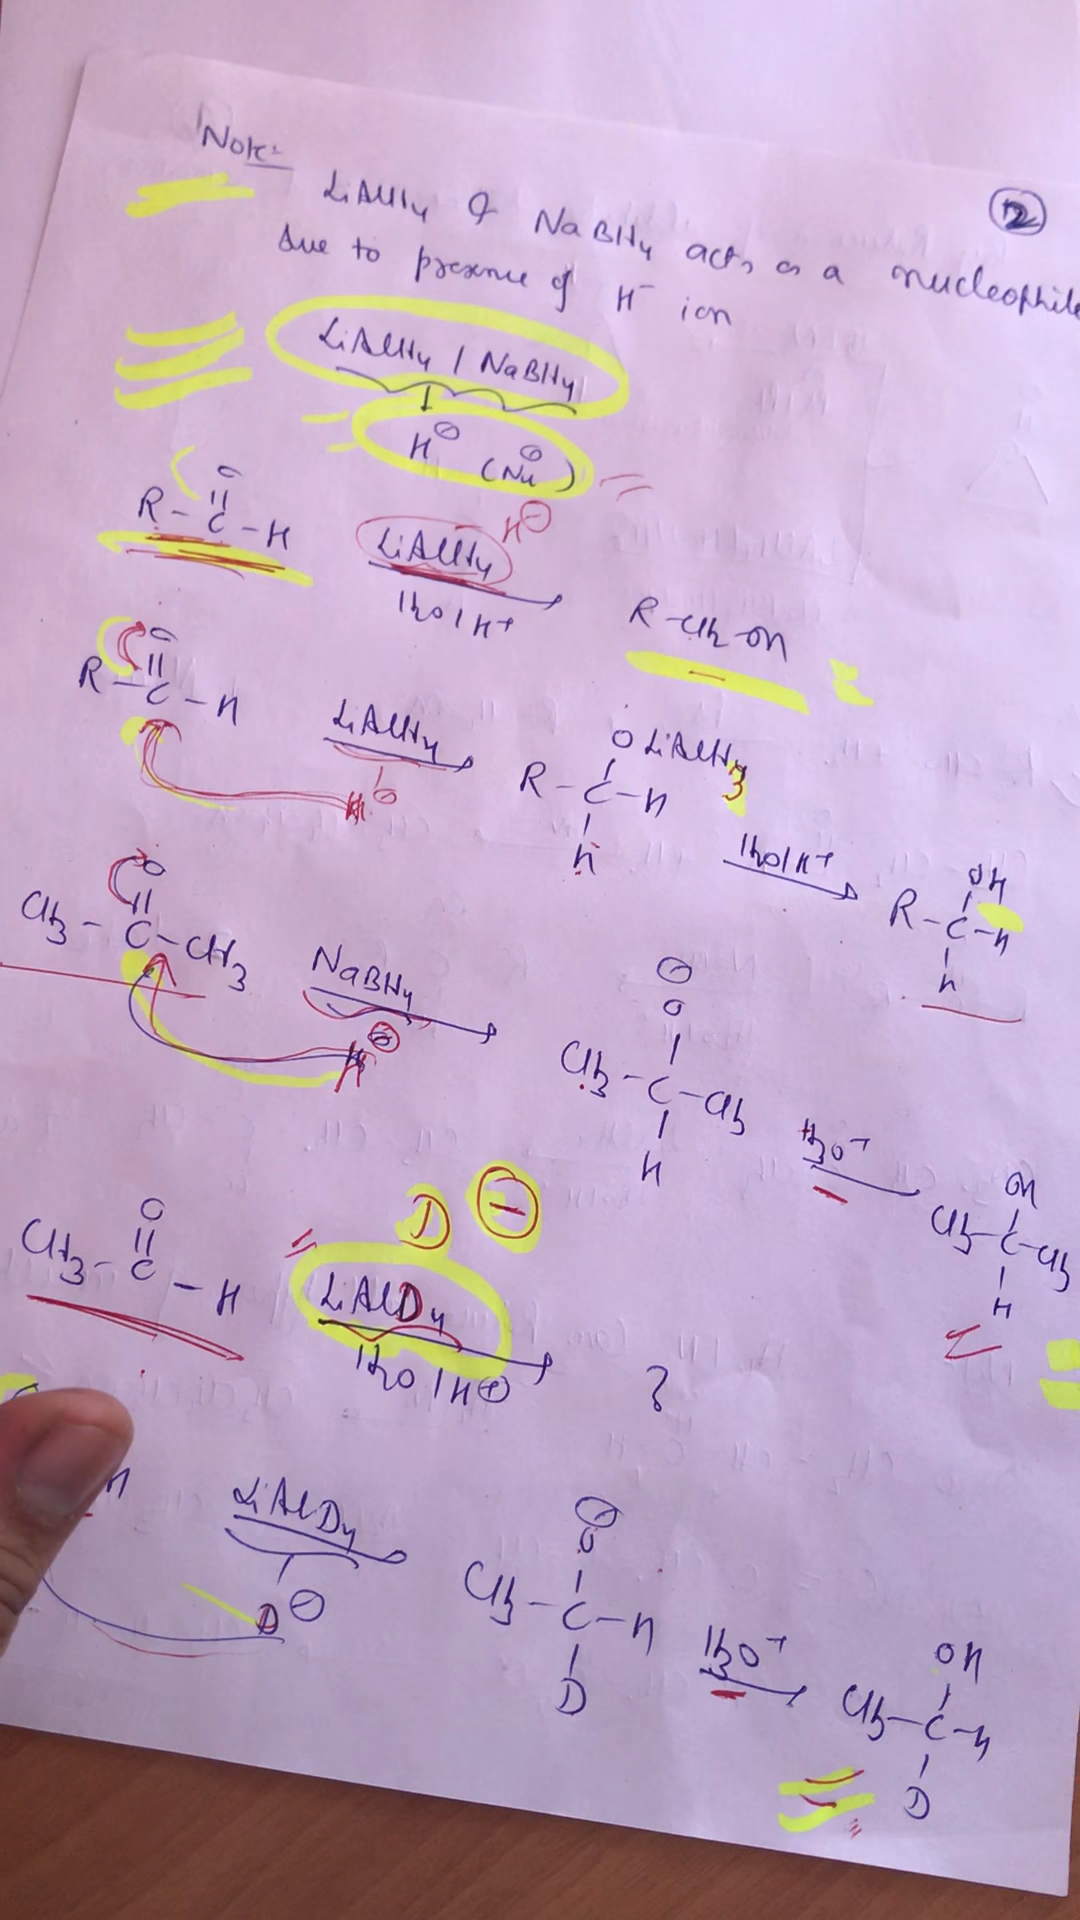 Note:-
②
LiAlH4 & NaBH4 acts as a nucleophile
due to presence of H⁻ ion
LiAlH4 / NaBH4
H⊖ (Nu⊖)
O
||
R-C-H
LiAlH4 H⊖
H2O/H+
R-CH2-OH
O
||
R-C-H
LiAlH4
H⊖
O LiAlH3
R-C-H
H
H2O/H+
OH
R-C-H
H
O
||
CH3-C-CH3
NaBH4
H⊖
⊖
O
CH3-C-CH3
H
H3O+
OH
CH3-C-CH3
H
O
||
CH3-C-H
D⊖
LiAlD4
H2O/H⊕
?
H
LiAlD4
D⊖
⊖
O
CH3-C-H
D
H3O+
OH
CH3-C-H
D